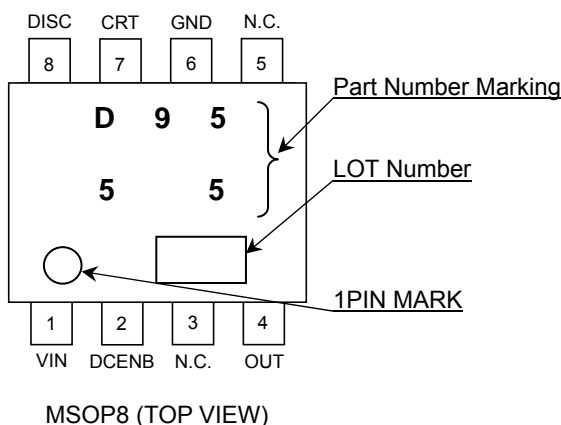 DISC CRT GND N.C.
8 7 6 5
Part Number Marking
D 9 5
LOT Number
5 5
1PIN MARK
1 2 3 4
VIN DCENB N.C. OUT
MSOP8 (TOP VIEW)